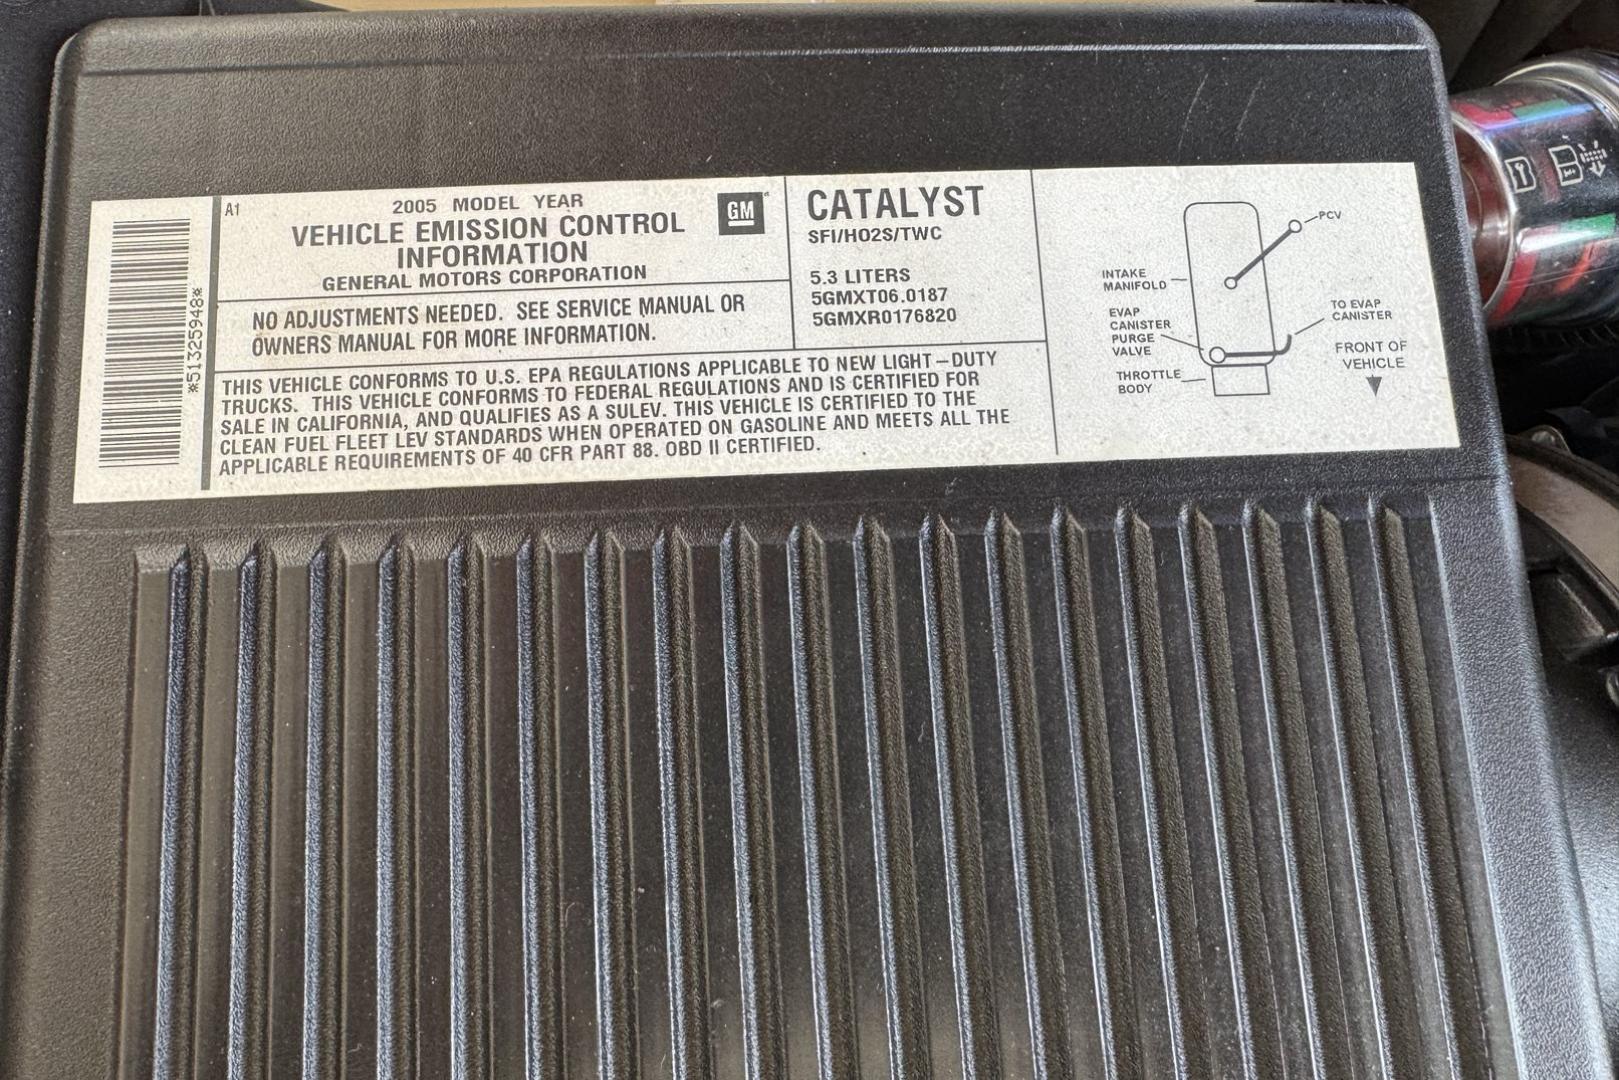 *51325948*
A1
2005 MODEL YEAR
VEHICLE EMISSION CONTROL
INFORMATION
GENERAL MOTORS CORPORATION
GM
NO ADJUSTMENTS NEEDED. SEE SERVICE MANUAL OR
OWNERS MANUAL FOR MORE INFORMATION.
CATALYST
SFI/HO2S/TWC
5.3 LITERS
5GMXT06.0187
5GMXR0176820
THIS VEHICLE CONFORMS TO U.S. EPA REGULATIONS APPLICABLE TO NEW LIGHT-DUTY
TRUCKS. THIS VEHICLE CONFORMS TO FEDERAL REGULATIONS AND IS CERTIFIED FOR
SALE IN CALIFORNIA, AND QUALIFIES AS A SULEV. THIS VEHICLE IS CERTIFIED TO THE
CLEAN FUEL FLEET LEV STANDARDS WHEN OPERATED ON GASOLINE AND MEETS ALL THE
APPLICABLE REQUIREMENTS OF 40 CFR PART 88. OBD II CERTIFIED.
PCV
INTAKE
MANIFOLD
EVAP
CANISTER
PURGE
VALVE
THROTTLE
BODY
TO EVAP
CANISTER
FRONT OF
VEHICLE